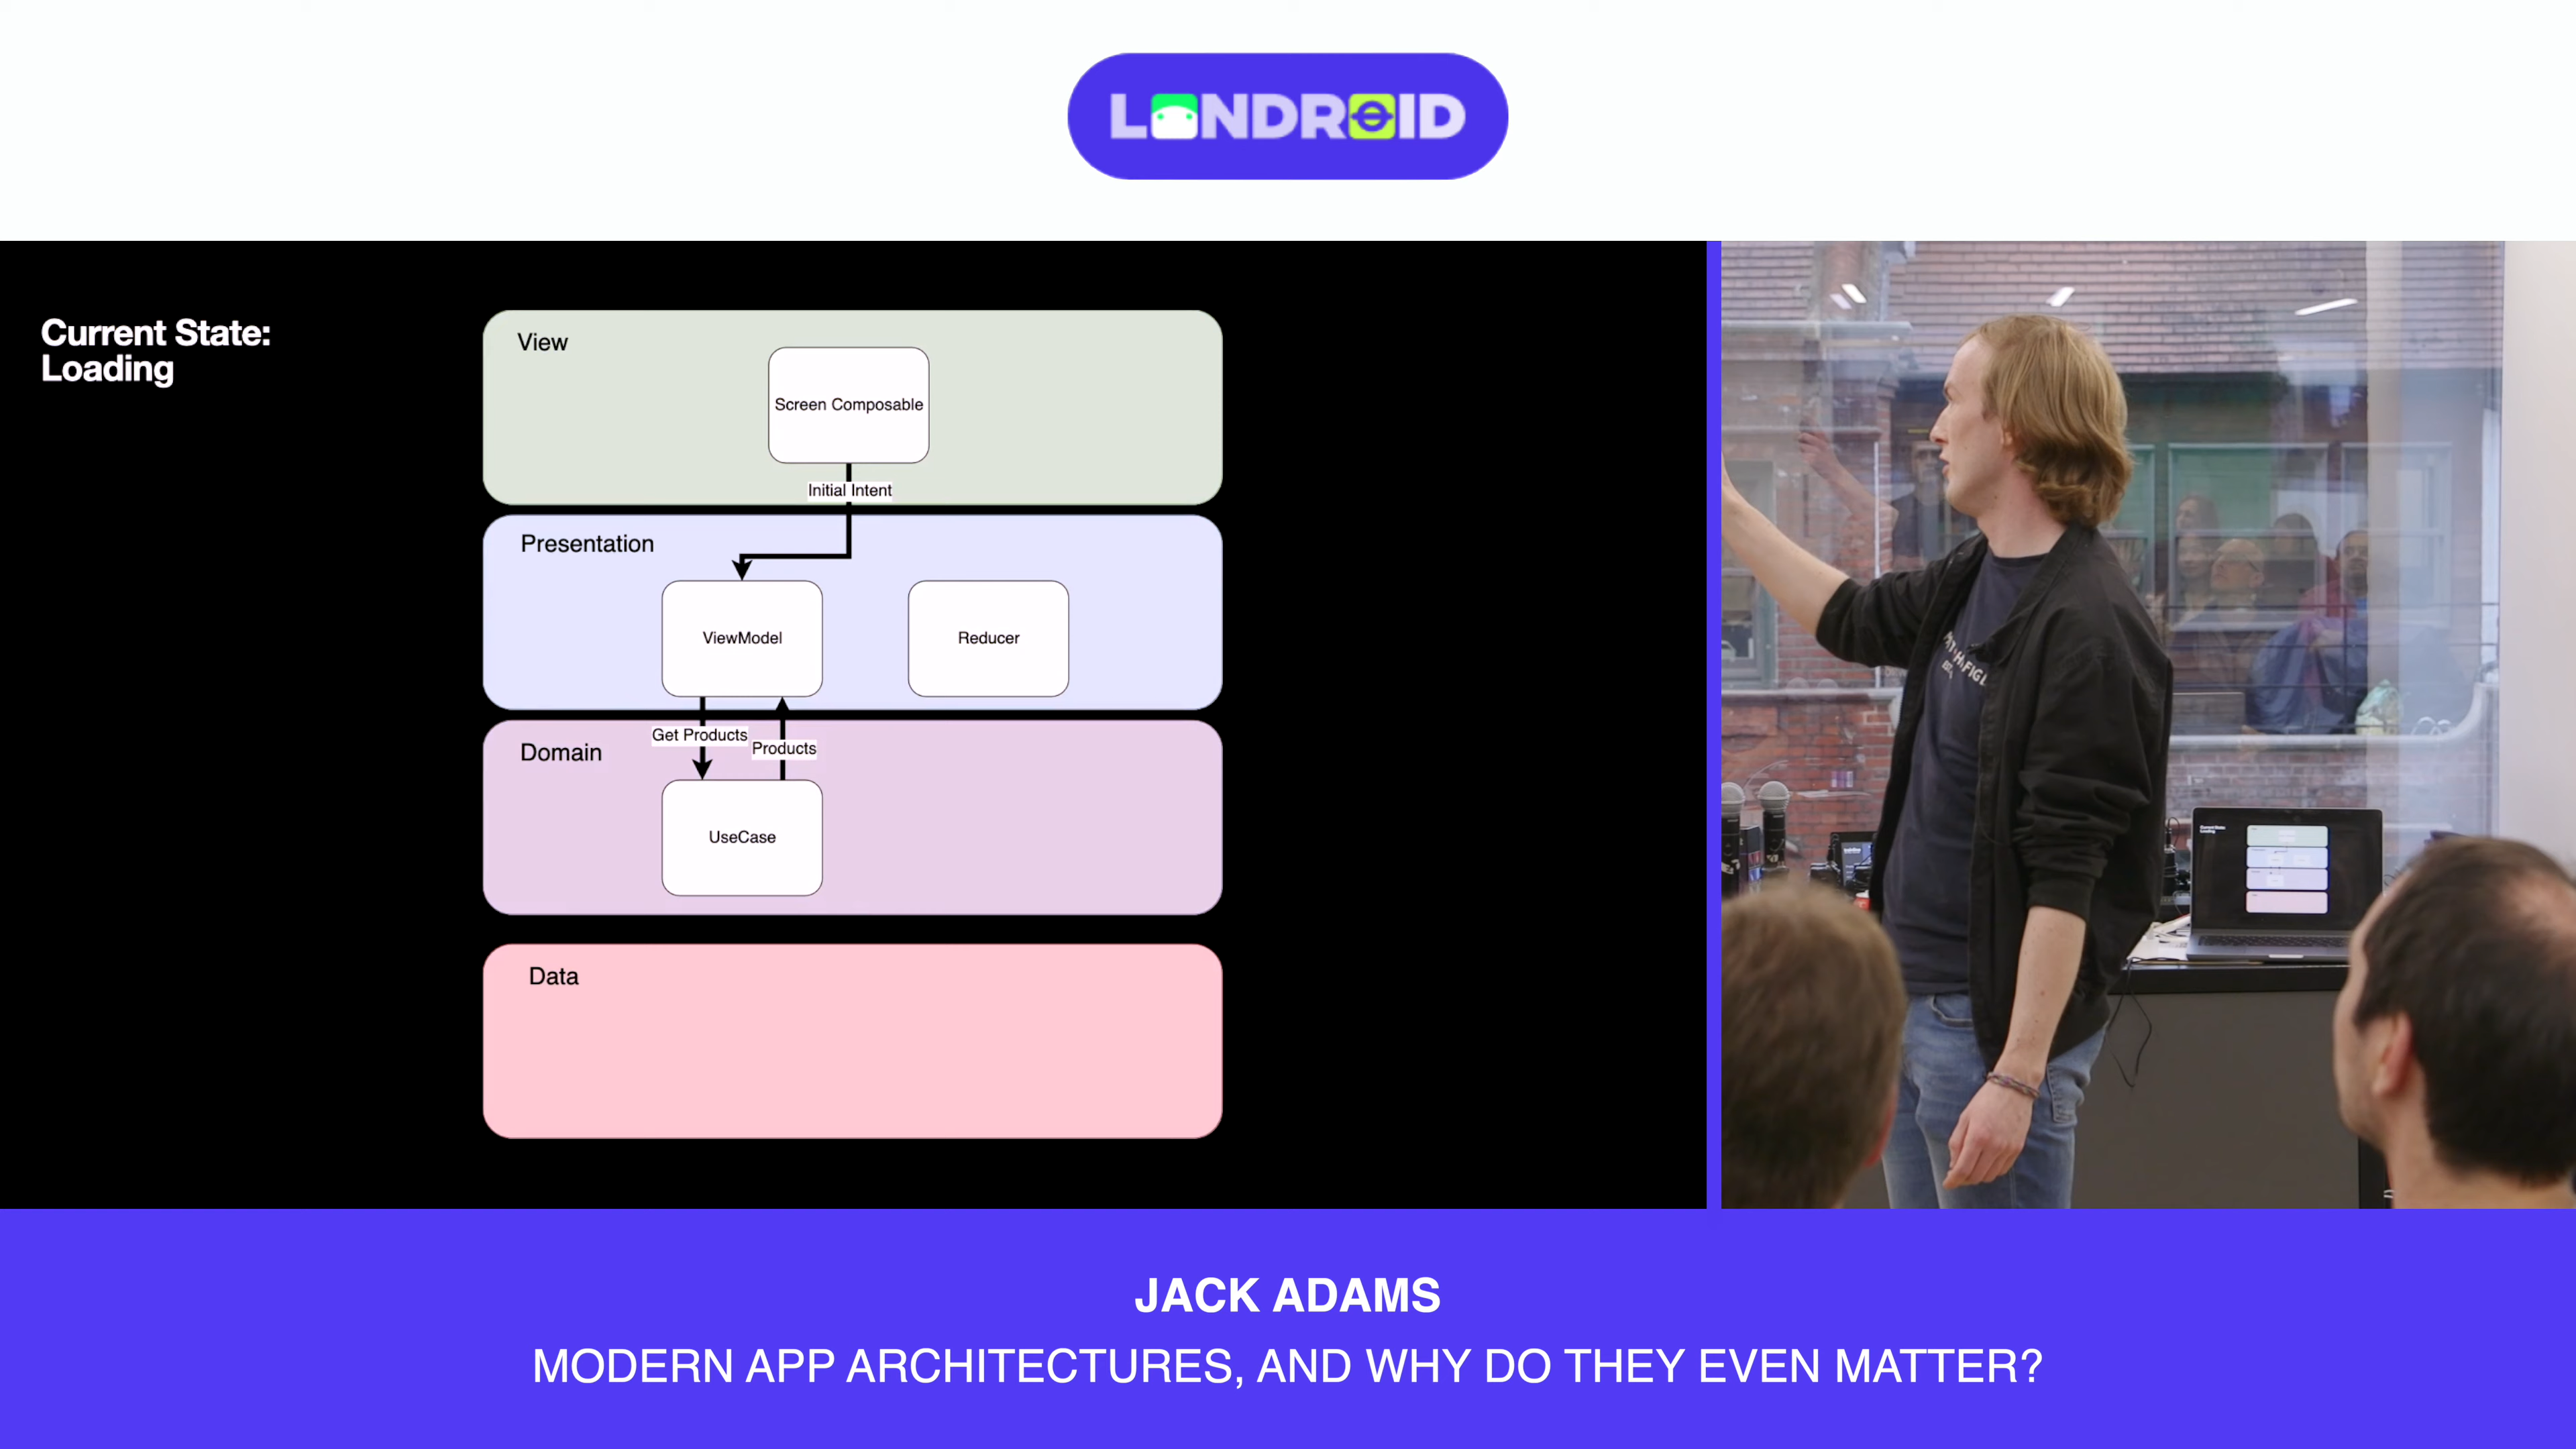 LONDROID
Current State:
Loading
View
Screen Composable
Initial Intent
Presentation
ViewModel
Reducer
Get Products
Products
Domain
UseCase
Data
JACK ADAMS
MODERN APP ARCHITECTURES, AND WHY DO THEY EVEN MATTER?